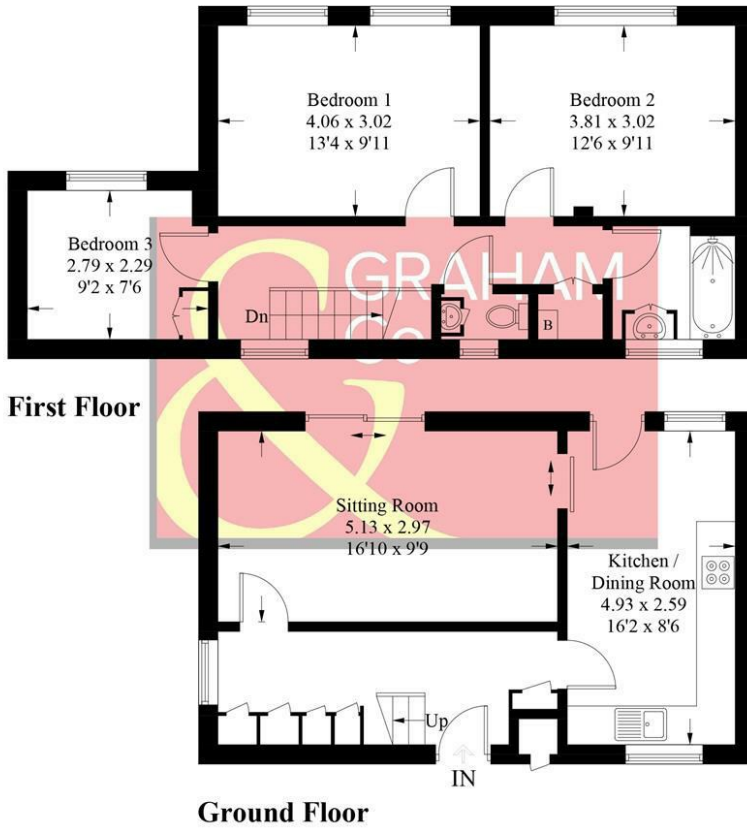 Bedroom 1
4.06 x 3.02
13'4 x 9'11
Bedroom 2
3.81 x 3.02
12'6 x 9'11
Bedroom 3
2.79 x 2.29
9'2 x 7'6
& GRAHAM
Co
Dn
B
First Floor
Sitting Room
5.13 x 2.97
16'10 x 9'9
Kitchen /
Dining Room
4.93 x 2.59
16'2 x 8'6
Up
IN
Ground Floor